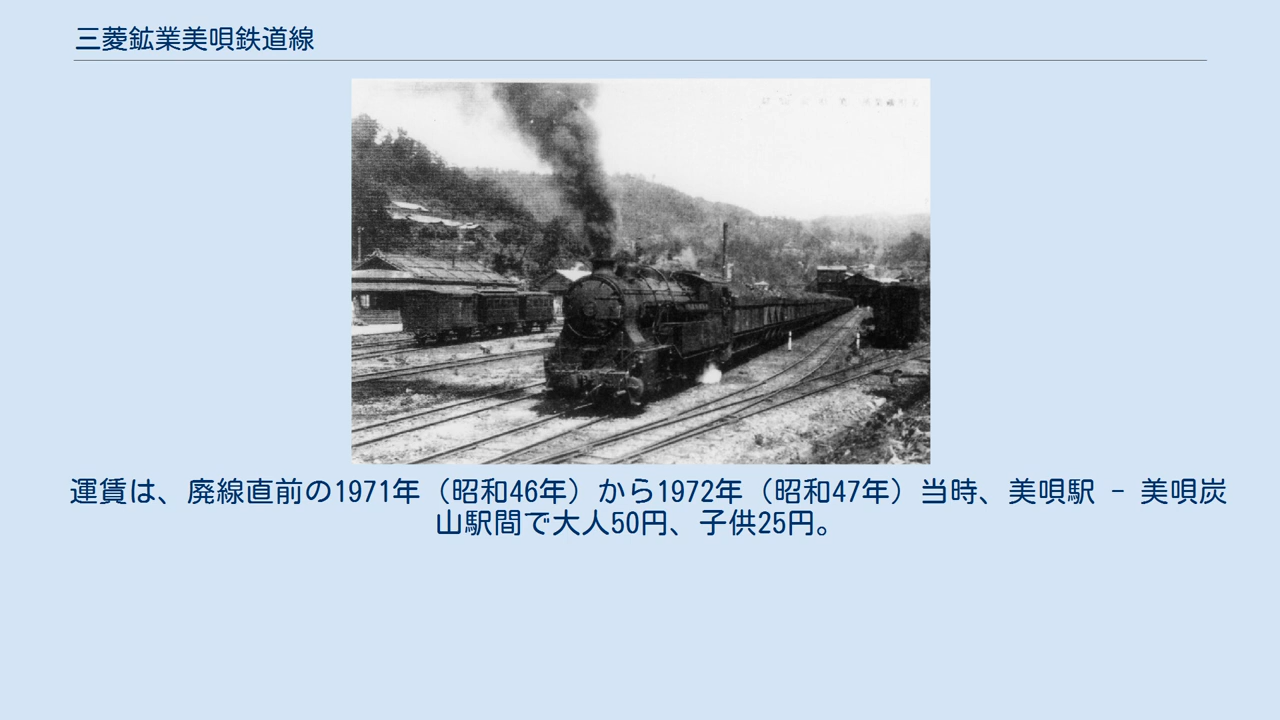 三菱鉱業美唄鉄道線
運賃は、廃線直前の1971年（昭和46年）から1972年（昭和47年）当時、美唄駅 - 美唄炭
山駅間で大人50円、子供25円。